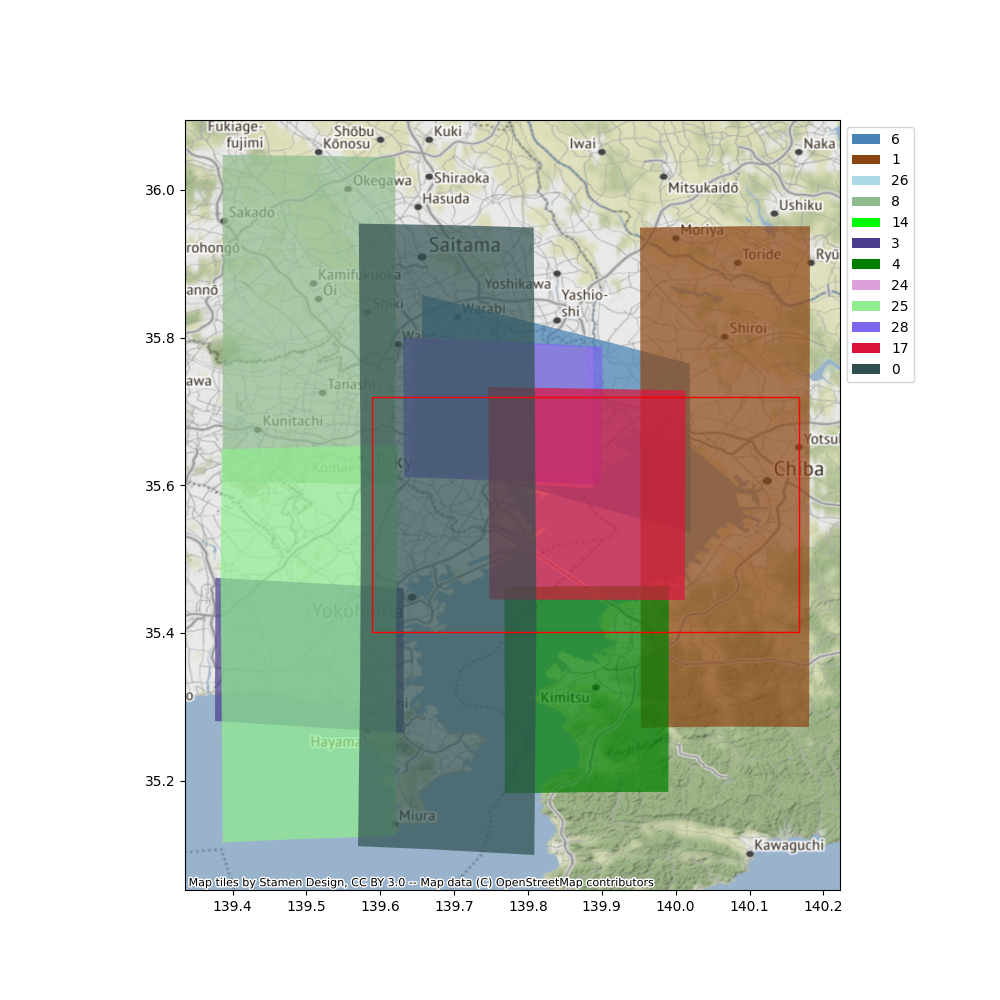 Fukiage-
fujimi
Shōbu
Kōnosu
Kuki
Iwai
Naka
Okegawa
Shiraoka
Hasuda
Mitsukaidō
Ushiku
Sakado
rohongō
Saitama
Moriya
Toride
Ryū
Kamifukuoka
Ōi
annō
Yoshikawa
Yashio-
shi
Shiki
Warabi
Shiroi
Wako
awa
Tanashi
Kunitachi
Yotsu
Komae
oky
Chiba
Yokohama
o
hi
Kimitsu
Hayama
Miura
Kawaguchi
Map tiles by Stamen Design, CC BY 3.0 -- Map data (C) OpenStreetMap contributors
36.0
35.8
35.6
35.4
35.2
139.4 139.5 139.6 139.7 139.8 139.9 140.0 140.1 140.2
6
1
26
8
14
3
4
24
25
28
17
0